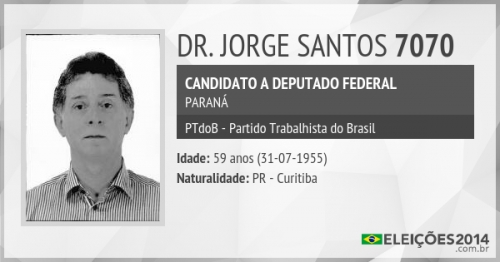 DR. JORGE SANTOS 7070
CANDIDATO A DEPUTADO FEDERAL
PARANÁ
PTdoB - Partido Trabalhista do Brasil
Idade: 59 anos (31-07-1955)
Naturalidade: PR - Curitiba
ELEIÇÕES2014
.com.br